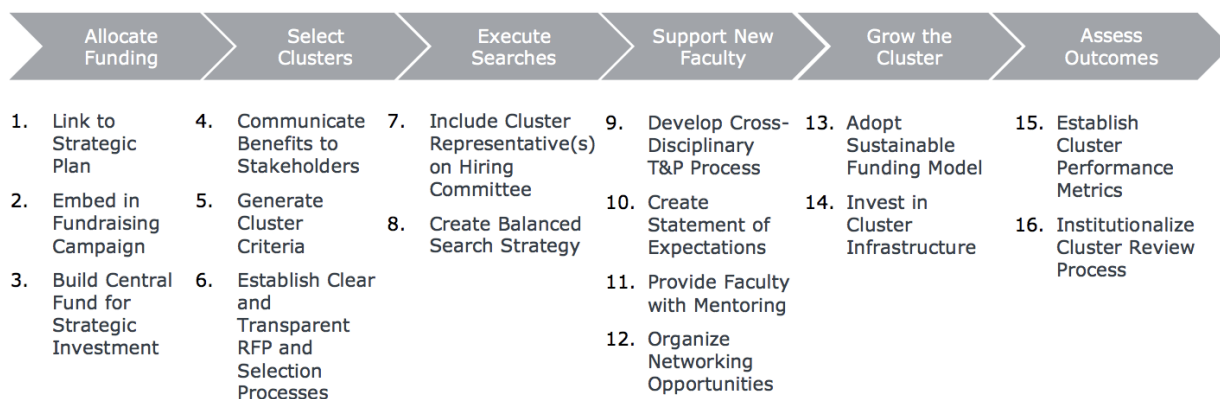 Allocate
Funding
Select
Clusters
Execute
Searches
Support New
Faculty
Grow the
Cluster
Assess
Outcomes
1. Link to
Strategic
Plan
2. Embed in
Fundraising
Campaign
3. Build Central
Fund for
Strategic
Investment
4. Communicate
Benefits to
Stakeholders
5. Generate
Cluster
Criteria
6. Establish Clear
and
Transparent
RFP and
Selection
Processes
7. Include Cluster
Representative(s)
on Hiring
Committee
8. Create Balanced
Search Strategy
9. Develop Cross-
Disciplinary
T&P Process
10. Create
Statement of
Expectations
11. Provide Faculty
with Mentoring
12. Organize
Networking
Opportunities
13. Adopt
Sustainable
Funding Model
14. Invest in
Cluster
Infrastructure
15. Establish
Cluster
Performance
Metrics
16. Institutionalize
Cluster Review
Process